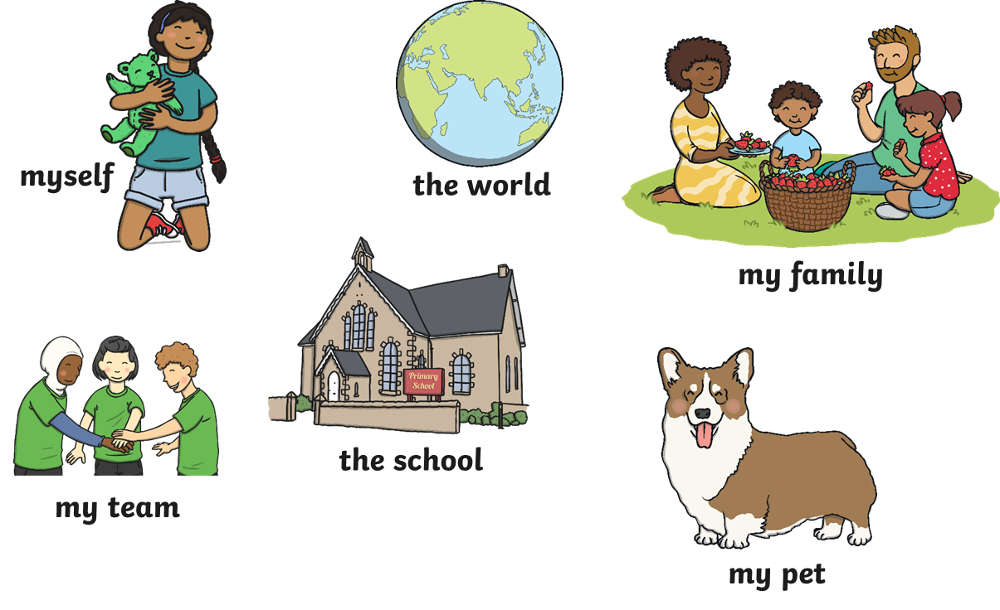 myself
the world
my family
Primary
School
the school
my team
my pet